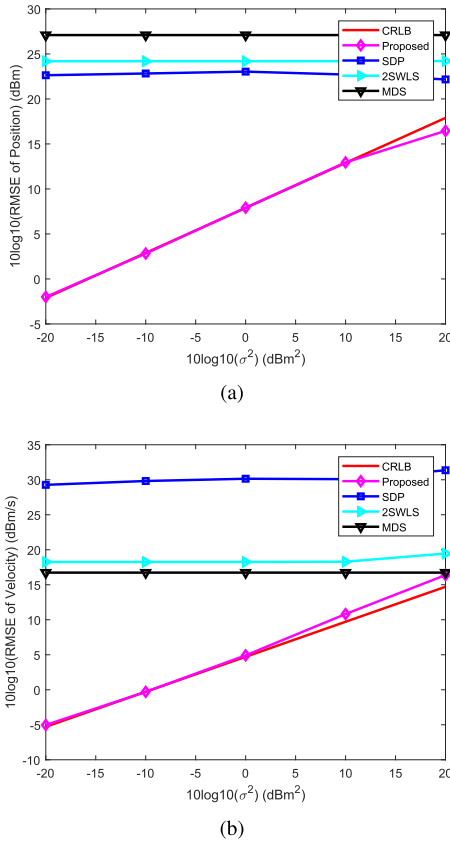 30
25
20
15
10
5
0
-5
10log10(RMSE of Position) (dBm)
CRLB
Proposed
SDP
2SWLS
MDS
-20 -15 -10 -5 0 5 10 15 20
10log10(σ²) (dBm²)
(a)
35
30
25
20
15
10
5
0
-5
-10
10log10(RMSE of Velocity) (dBm/s)
CRLB
Proposed
SDP
2SWLS
MDS
-20 -15 -10 -5 0 5 10 15 20
10log10(σ²) (dBm²)
(b)